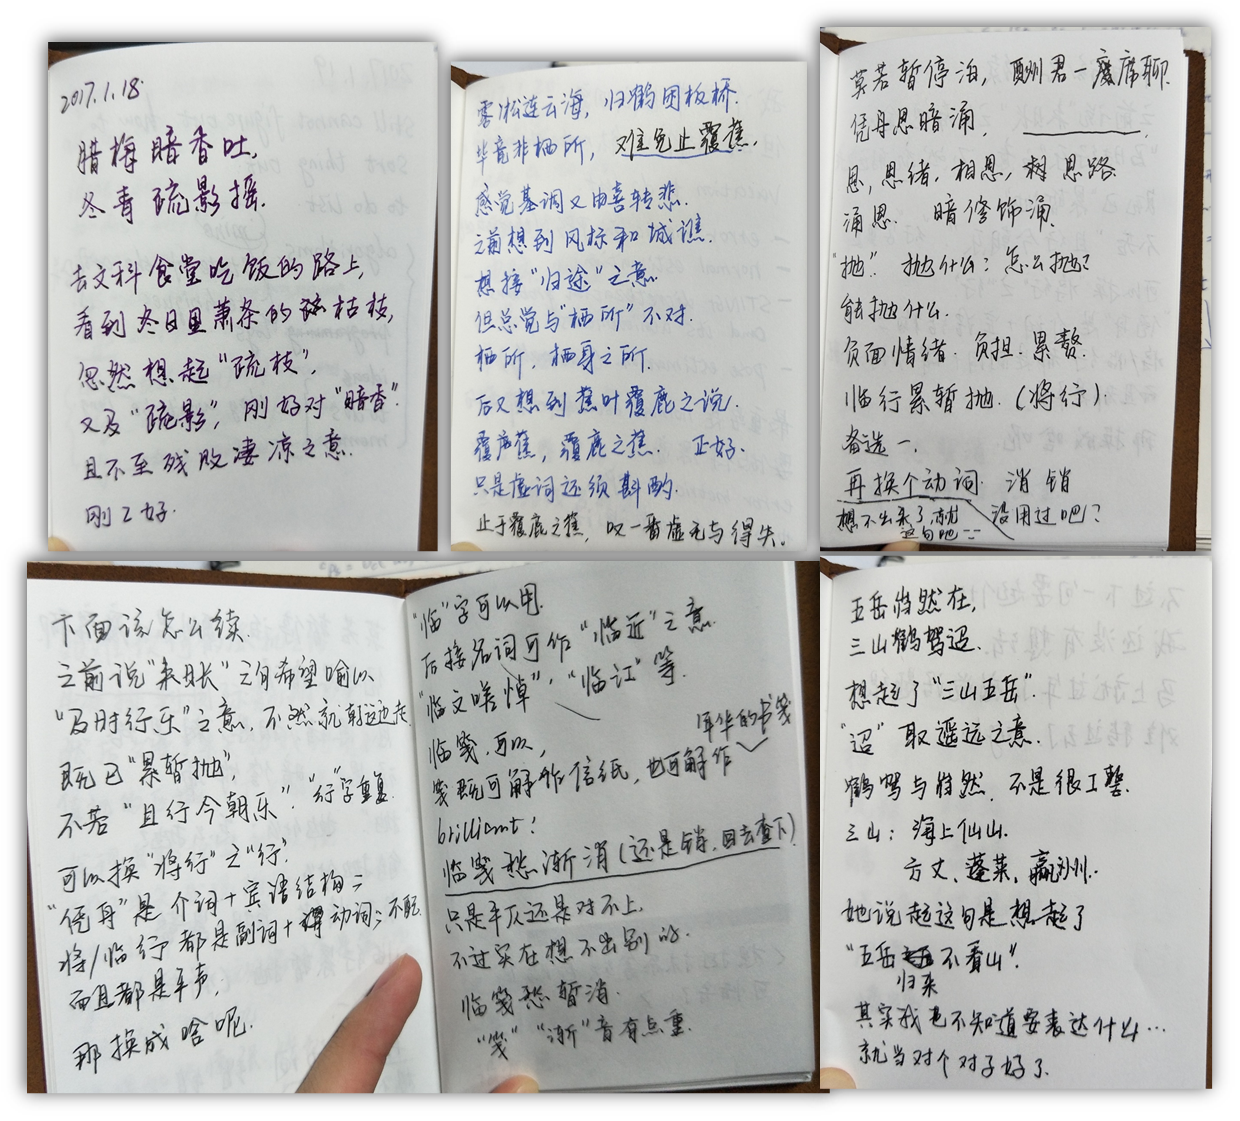 2017.1.18.
腊梅暗香吐,
冬青疏影摇.
去文科食堂吃饭的路上,
看到冬日里萧条的枯枝,
忽然想起"疏枝",
又及"疏影",刚好对"暗香".
且不至残败凄凉之意.
刚正好.
雾凇连云海,归鹤因板桥.
毕竟非栖所,难免止覆蕉.
感觉基调又由喜转悲.
之前想到风标和城谯.
想接"归途"之意.
但总觉与"栖所"不对.
栖所,栖身之所.
后又想到蕉叶覆鹿之说.
覆蕉,覆鹿之蕉. 正好.
只是虚词还须斟酌.
止于覆鹿之蕉,叹一番虚无与得失.
莫若暂停泊,酬君一席聊.
凭舟思暗涌,
思,思绪,相思,思路.
涌思. 暗修饰涌.
"抛". 抛什么?怎么抛?
能抛什么.
负面情绪.负担.累赘.
临行累暂抛.(将行).
备选一.
再换个动词. 消 销
想不出来了就 没用过吧?
这句吧
下面该怎么续.
之前说"来日长"之句希望喻以
"及时行乐"之意.不然就朝这边走.
既已"累暂抛",
不若"且行今朝乐"."行"字重复.
可以换"将行"之"行".
"凭舟"是介词+宾语结构;
将/临行都是副词+动词;不配
而且都是平声;
那换成啥呢.
"临"字可以用.
后接名词可作"临近"之意.
"临文嗟悼","临江"等.
临笺.可以,
年华的书笺
笺既可解作信纸,也可解作
brilliant!
临笺愁渐消(还是销,回去查下)
只是平仄还是对不上.
不过实在想不出别的.
临笺愁暂消.
"笺""渐"音有点重.
五岳岿然在,
三山鹤驾迢.
想起了"三山五岳".
"迢"取遥远之意.
鹤驾与岿然.不是很工整.
三山:海上仙山.
方丈、蓬莱、瀛洲.
她说起这句是想起了
"五岳不看山".
归来
其实我也不知道要表达什么…
就当对个对子好了.